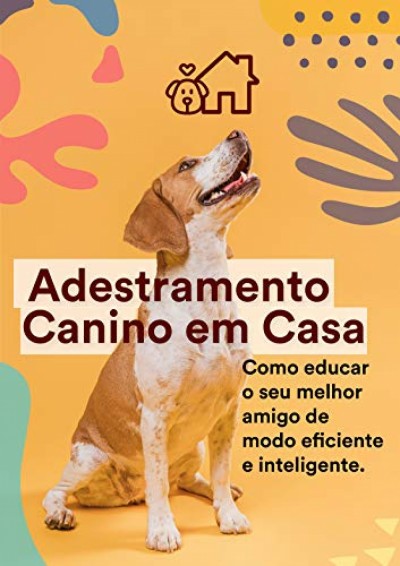 Adestramento
Canino em Casa
Como educar
o seu melhor
amigo de
modo eficiente
e inteligente.